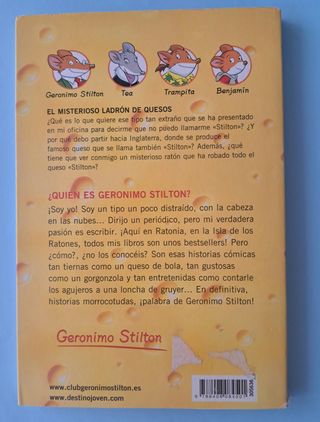 Geronimo Stilton
Tea
Trampita
Benjamín
EL MISTERIOSO LADRÓN DE QUESOS
¿Qué es lo que quiere ese tipo tan extraño que se ha presentado
en mi oficina para decirme que no puedo llamarme «Stilton»? ¿Y
por qué debo partir hacia Inglaterra, donde se produce el
famoso queso que se llama también «Stilton»? Además, ¿qué
tiene que ver conmigo un misterioso ratón que ha robado todo el
queso «Stilton»?
¿QUIÉN ES GERONIMO STILTON?
¡Soy yo! Soy un tipo un poco distraído, con la cabeza
en las nubes... Dirijo un periódico, pero mi verdadera
pasión es escribir. ¡Aquí en Ratonia, en la Isla de los
Ratones, todos mis libros son unos bestsellers! Pero
¿cómo?, ¿no los conocéis? Son esas historias cómicas
tan tiernas como un queso de bola, tan gustosas
como un gorgonzola y tan entretenidas como contarle
los agujeros a una loncha de gruyer... En definitiva,
historias morrocotudas, ¡palabra de Geronimo Stilton!
Geronimo Stilton
www.clubgeronimostilton.es
www.destinojoven.com